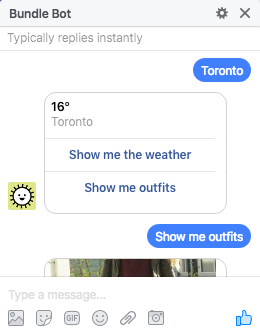 Bundle Bot
Typically replies instantly
Toronto
16°
Toronto
Show me the weather
Show me outfits
Show me outfits
Type a message...
GIF